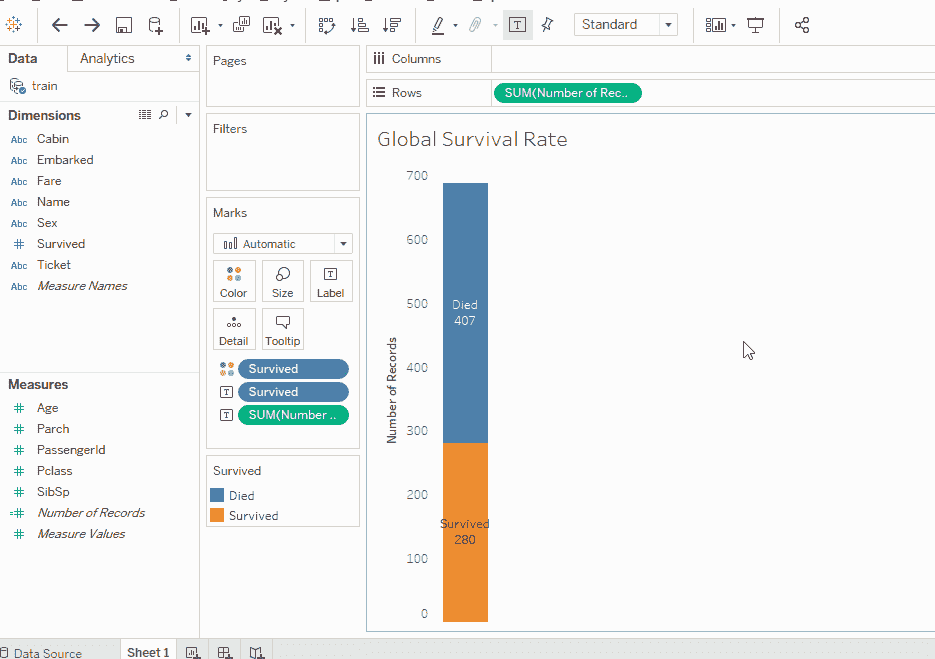 Standard
Data
Analytics
train
Dimensions
Abc Cabin
Abc Embarked
Abc Fare
Abc Name
Abc Sex
# Survived
Abc Ticket
Abc Measure Names
Measures
# Age
# Parch
# PassengerId
# Pclass
# SibSp
=# Number of Records
# Measure Values
Pages
Filters
Marks
Automatic
Color Size Label
Detail Tooltip
Survived
Survived
SUM(Number ..
Survived
Died
Survived
Columns
Rows
SUM(Number of Rec..
Global Survival Rate
Number of Records
700
600
500
400
300
200
100
0
Died
407
Survived
280
Data Source
Sheet 1